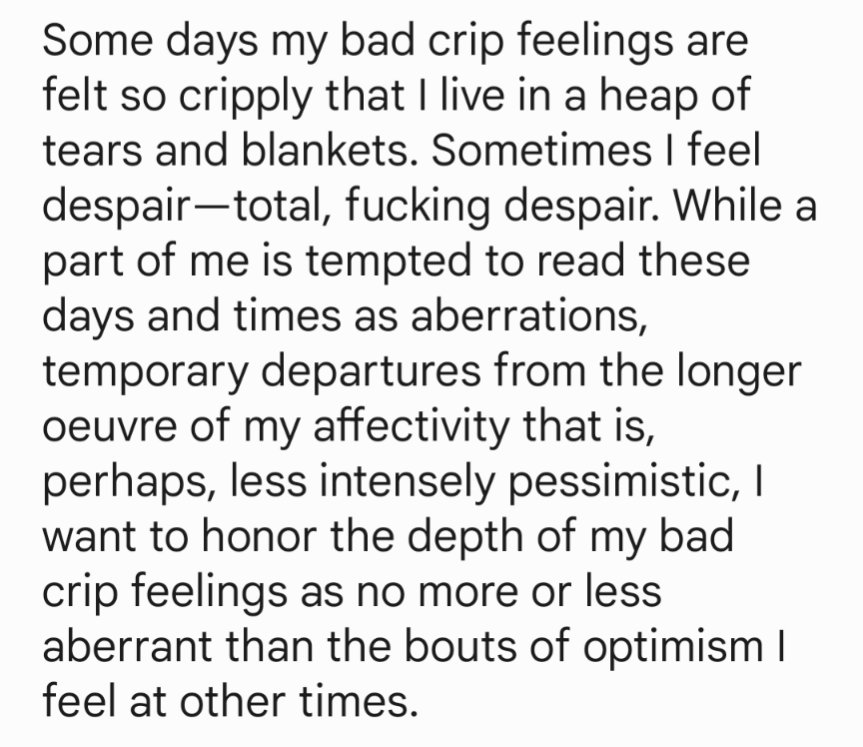 Some days my bad crip feelings are
felt so cripply that I live in a heap of
tears and blankets. Sometimes I feel
despair—total, fucking despair. While a
part of me is tempted to read these
days and times as aberrations,
temporary departures from the longer
oeuvre of my affectivity that is,
perhaps, less intensely pessimistic, I
want to honor the depth of my bad
crip feelings as no more or less
aberrant than the bouts of optimism I
feel at other times.